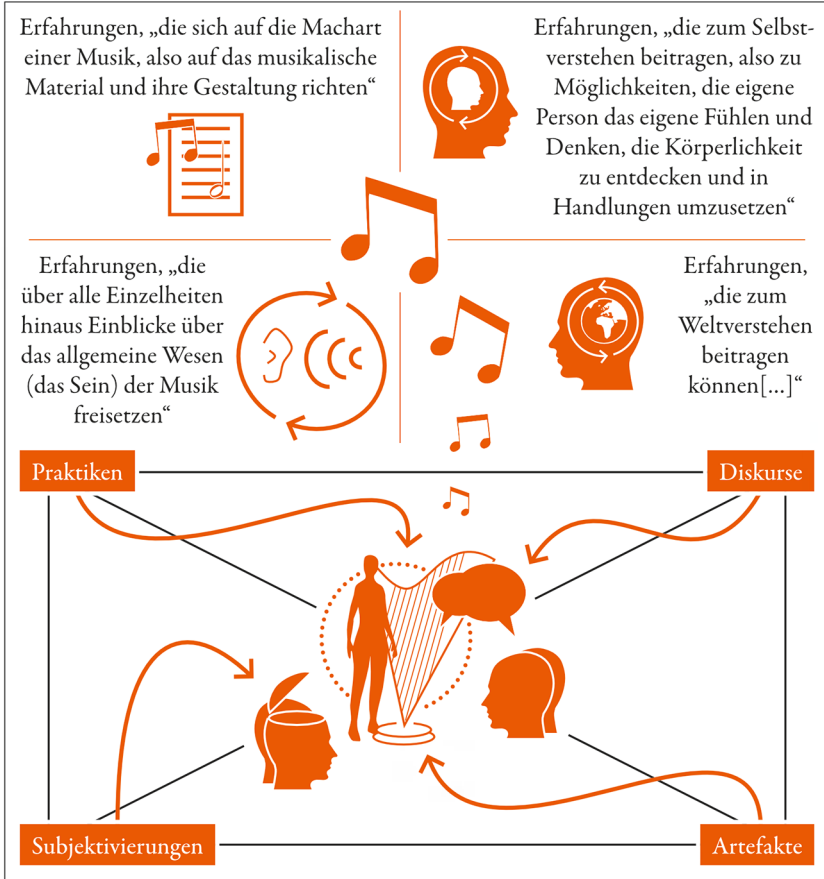 Erfahrungen, „die sich auf die Machart
einer Musik, also auf das musikalische
Material und ihre Gestaltung richten“
Erfahrungen, „die zum Selbst-
verstehen beitragen, also zu
Möglichkeiten, die eigene
Person das eigene Fühlen und
Denken, die Körperlichkeit
zu entdecken und in
Handlungen umzusetzen“
Erfahrungen, „die
über alle Einzelheiten
hinaus Einblicke über
das allgemeine Wesen
(das Sein) der Musik
freisetzen“
Erfahrungen,
„die zum
Weltverstehen
beitragen
können[...]“
Praktiken
Diskurse
Subjektivierungen
Artefakte